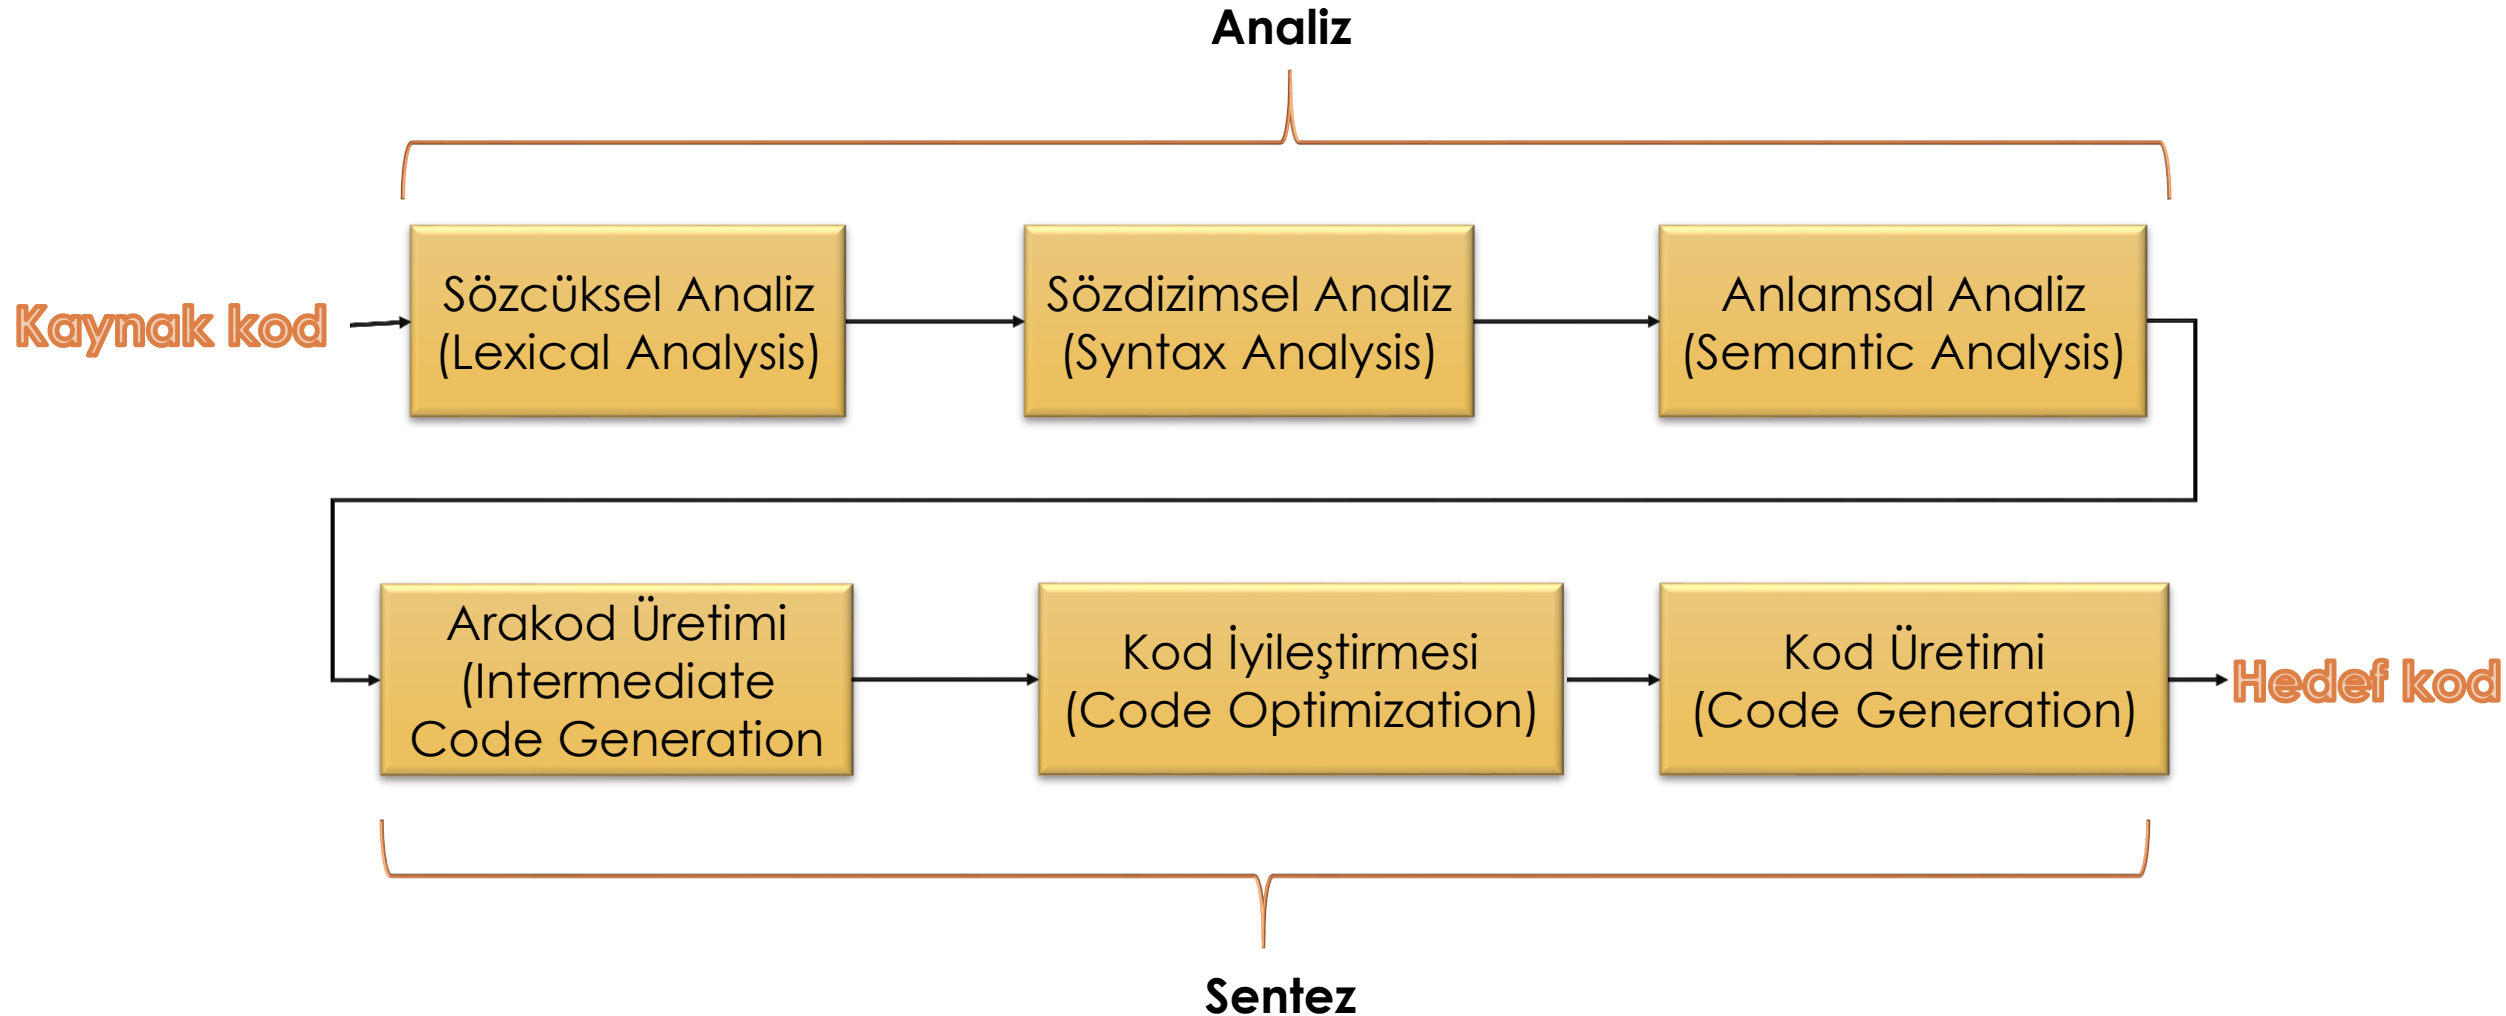 Analiz
Kaynak kod
Sözcüksel Analiz
(Lexical Analysis)
Sözdizimsel Analiz
(Syntax Analysis)
Anlamsal Analiz
(Semantic Analysis)
Arakod Üretimi
(Intermediate
Code Generation
Kod İyileştirmesi
(Code Optimization)
Kod Üretimi
(Code Generation)
Hedef kod
Sentez